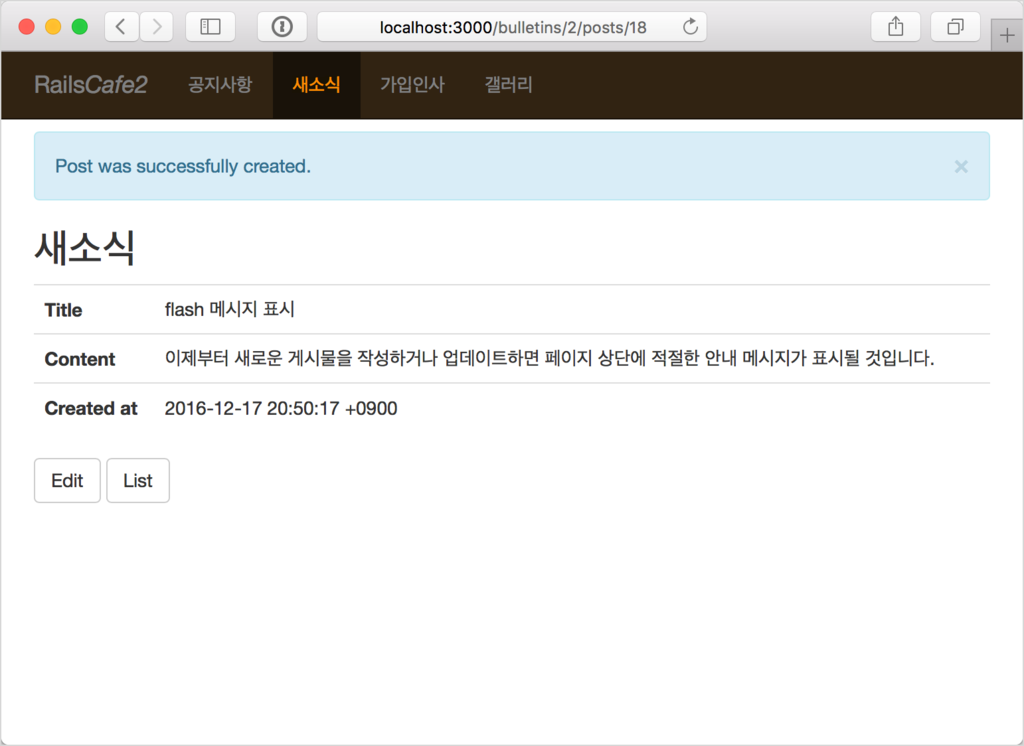 localhost:3000/bulletins/2/posts/18
RailsCafe2 공지사항 새소식 가입인사 갤러리
Post was successfully created. ×
새소식
Title flash 메시지 표시
Content 이제부터 새로운 게시물을 작성하거나 업데이트하면 페이지 상단에 적절한 안내 메시지가 표시될 것입니다.
Created at 2016-12-17 20:50:17 +0900
Edit List